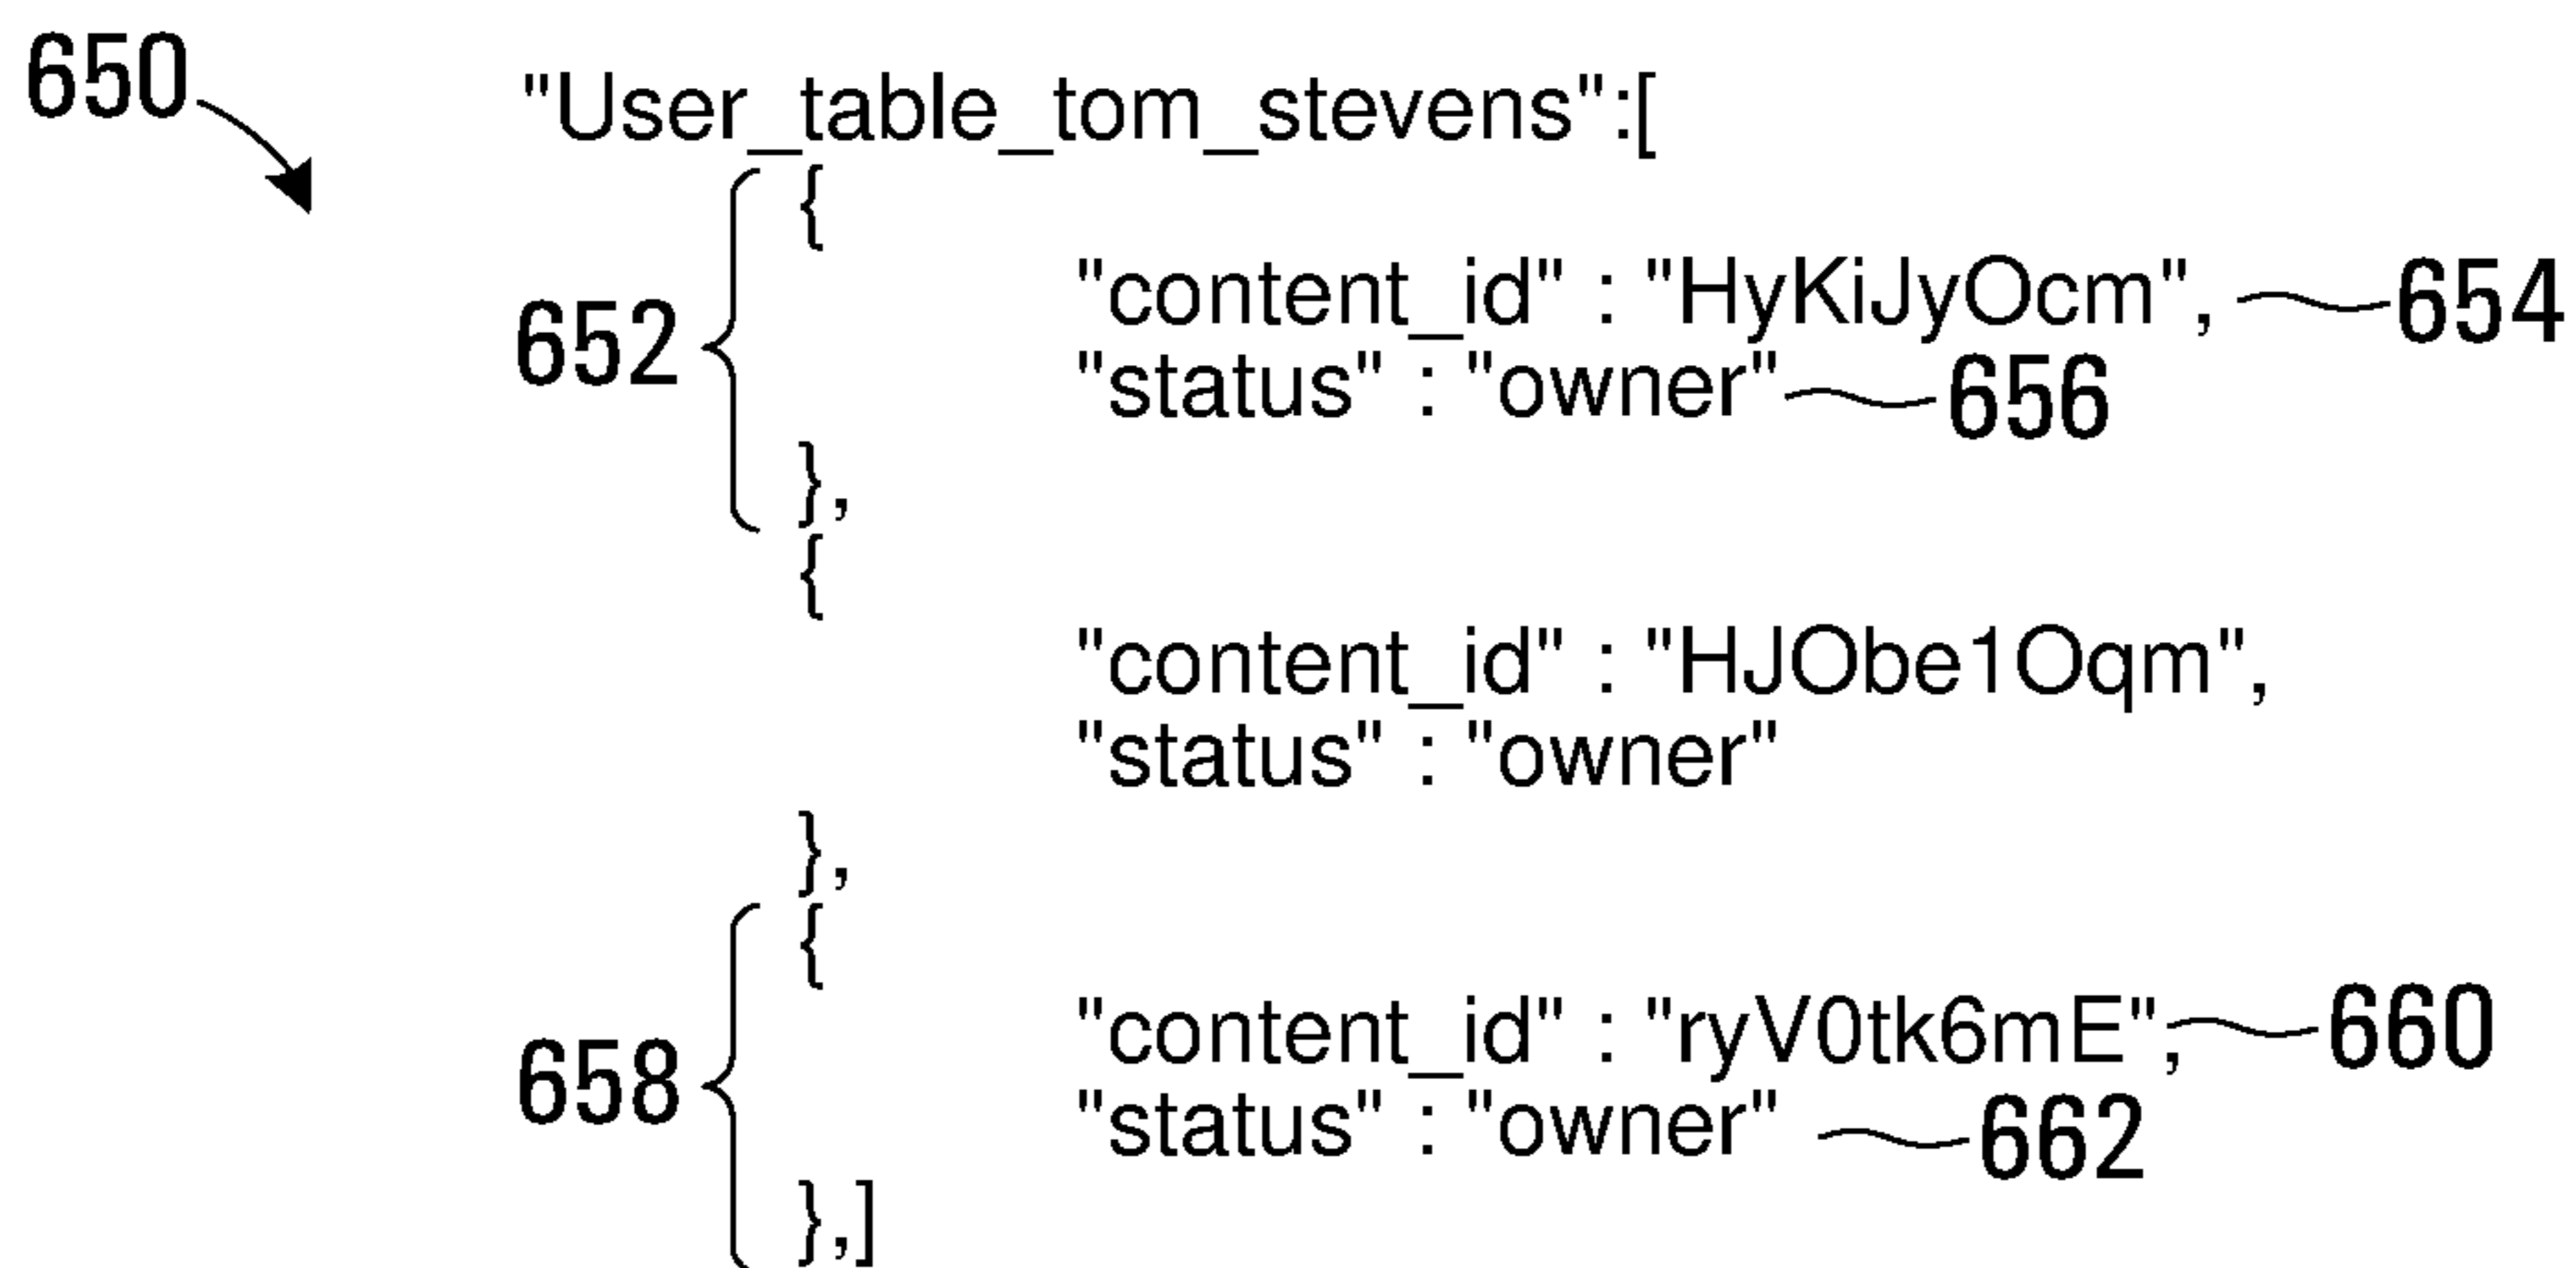 650 "User_table_tom_stevens":[
{
652 "content_id" : "HyKiJyOcm", 654
"status" : "owner" 656
},
{
"content_id" : "HJObe1Oqm",
"status" : "owner"
},
{
658 "content_id" : "ryV0tk6mE", 660
"status" : "owner" 662
},]